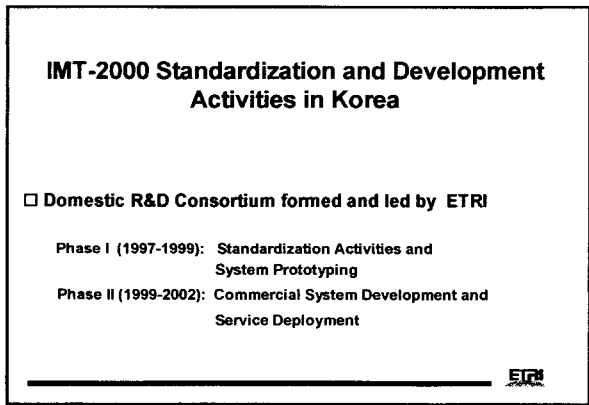 IMT-2000 Standardization and Development
Activities in Korea
□ Domestic R&D Consortium formed and led by ETRI
Phase I (1997-1999): Standardization Activities and
System Prototyping
Phase II (1999-2002): Commercial System Development and
Service Deployment
ETRI